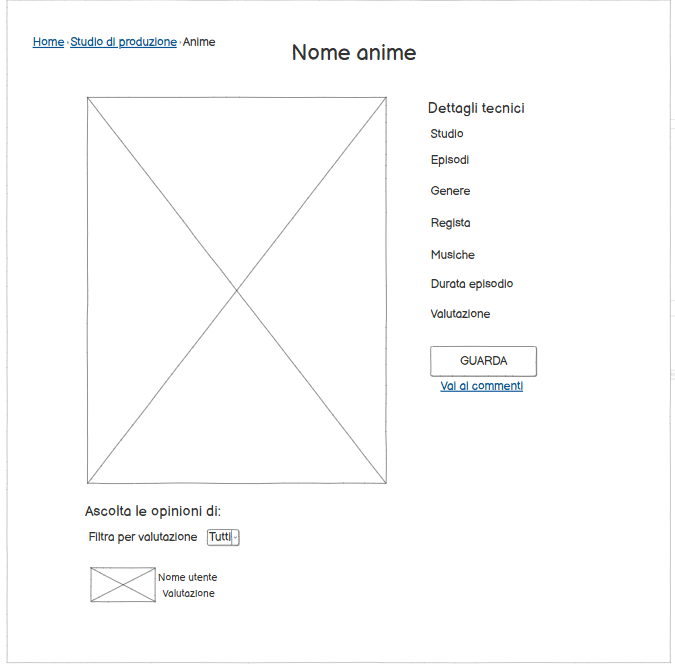 Home › Studio di produzione › Anime
Nome anime
Dettagli tecnici
Studio
Episodi
Genere
Regista
Musiche
Durata episodio
Valutazione
GUARDA
Vai ai commenti
Ascolta le opinioni di:
Filtra per valutazione Tutti
Nome utente
Valutazione